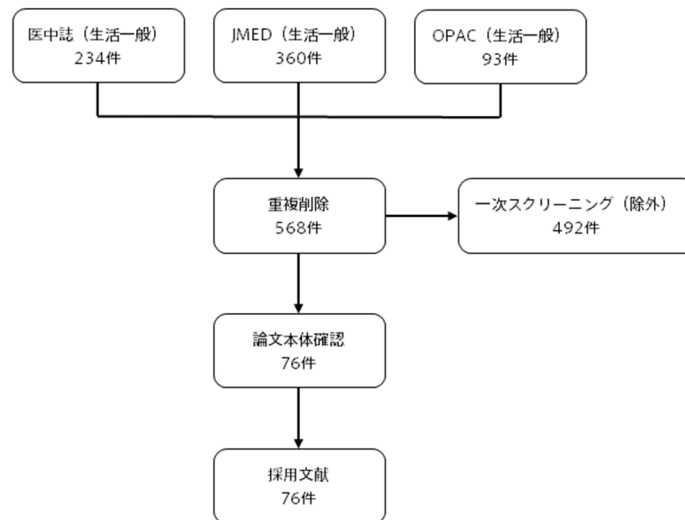 医中誌（生活一般）
234件
JMED（生活一般）
360件
OPAC（生活一般）
93件
重複削除
568件
一次スクリーニング（除外）
492件
論文本体確認
76件
採用文献
76件